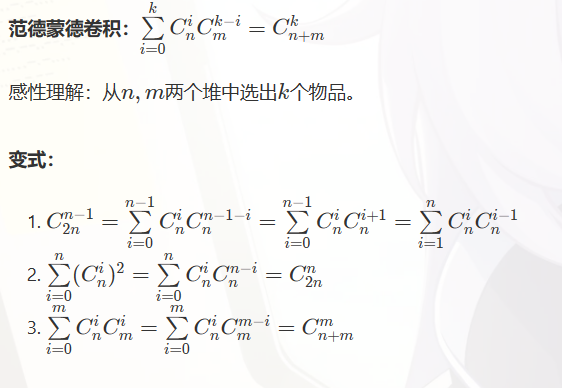 范德蒙德卷积：$\sum_{i=0}^{k} C_n^i C_m^{k-i} = C_{n+m}^k$
感性理解：从$n, m$两个堆中选出$k$个物品。
变式：
1. $C_{2n}^{n-1} = \sum_{i=0}^{n-1} C_n^i C_n^{n-1-i} = \sum_{i=0}^{n-1} C_n^i C_n^{i+1} = \sum_{i=1}^{n} C_n^i C_n^{i-1}$
2. $\sum_{i=0}^{n} (C_n^i)^2 = \sum_{i=0}^{n} C_n^i C_n^{n-i} = C_{2n}^n$
3. $\sum_{i=0}^{m} C_n^i C_m^i = \sum_{i=0}^{m} C_n^i C_m^{m-i} = C_{n+m}^m$